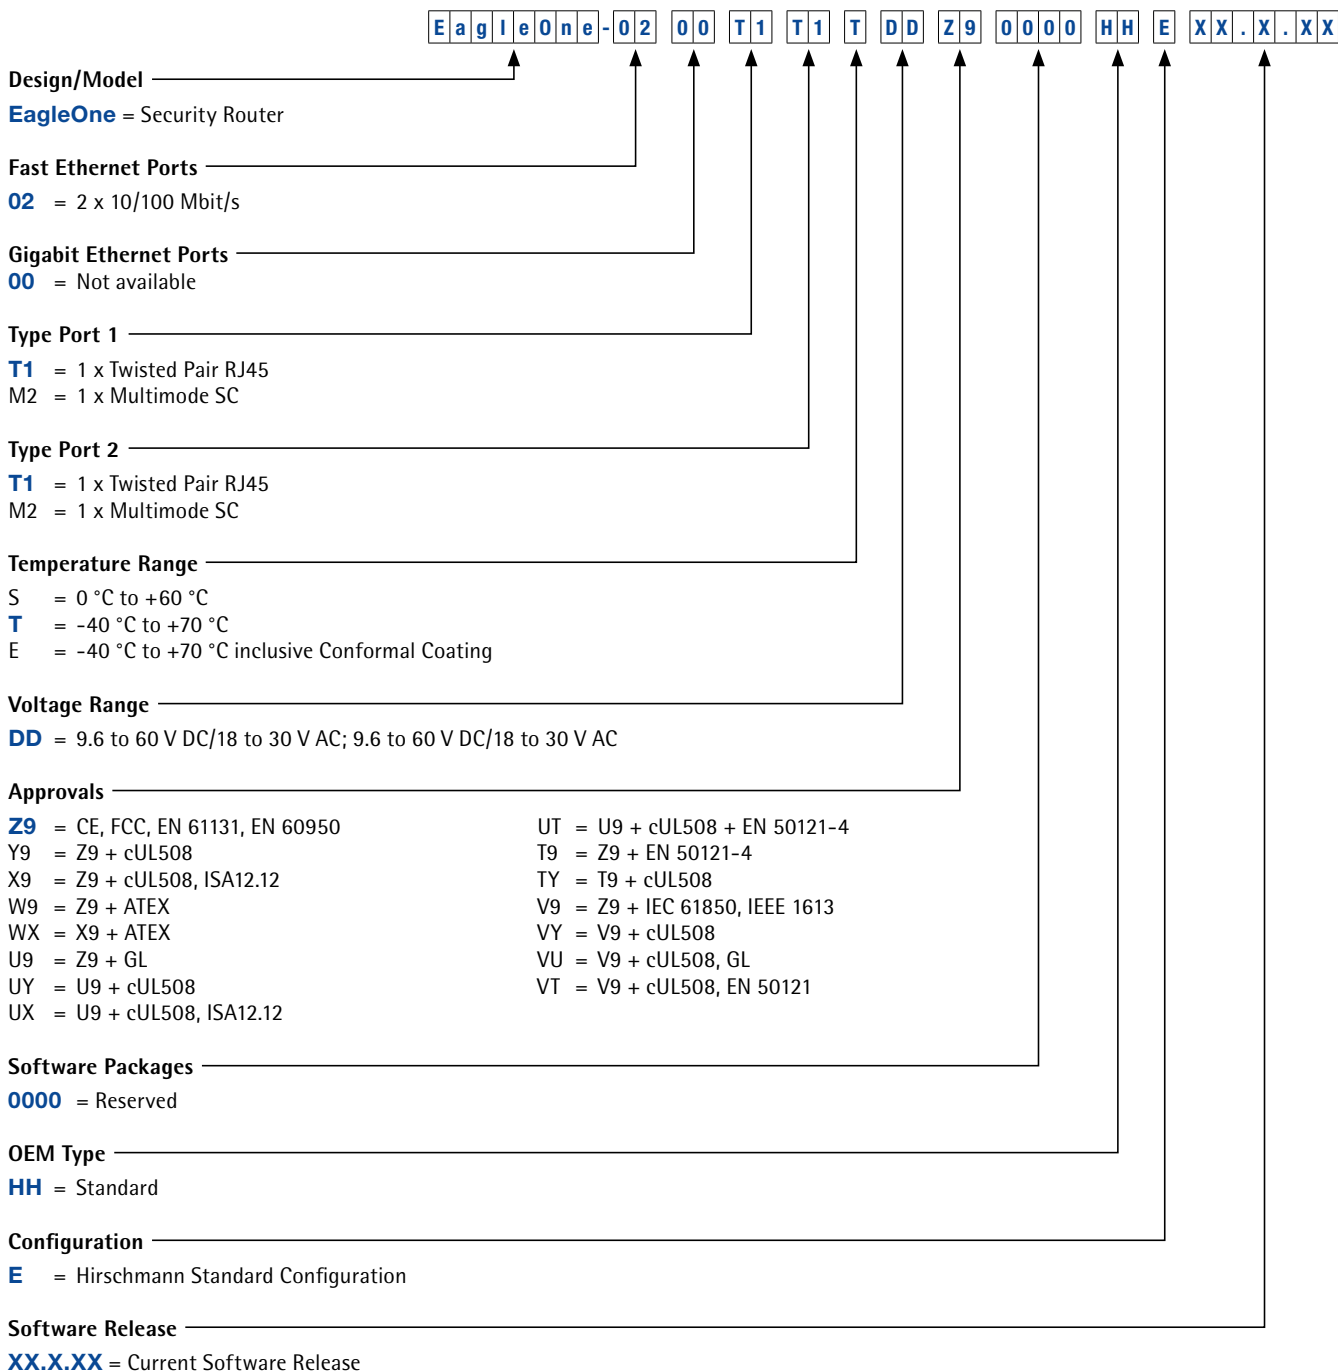 EagleOne-02 00 T1 T1 T DD Z9 0000 HH E XX.X.XX
Design/Model
EagleOne = Security Router
Fast Ethernet Ports
02 = 2 x 10/100 Mbit/s
Gigabit Ethernet Ports
00 = Not available
Type Port 1
T1 = 1 x Twisted Pair RJ45
M2 = 1 x Multimode SC
Type Port 2
T1 = 1 x Twisted Pair RJ45
M2 = 1 x Multimode SC
Temperature Range
S = 0 °C to +60 °C
T = -40 °C to +70 °C
E = -40 °C to +70 °C inclusive Conformal Coating
Voltage Range
DD = 9.6 to 60 V DC/18 to 30 V AC; 9.6 to 60 V DC/18 to 30 V AC
Approvals
Z9 = CE, FCC, EN 61131, EN 60950
Y9 = Z9 + cUL508
X9 = Z9 + cUL508, ISA12.12
W9 = Z9 + ATEX
WX = X9 + ATEX
U9 = Z9 + GL
UY = U9 + cUL508
UX = U9 + cUL508, ISA12.12
UT = U9 + cUL508 + EN 50121-4
T9 = Z9 + EN 50121-4
TY = T9 + cUL508
V9 = Z9 + IEC 61850, IEEE 1613
VY = V9 + cUL508
VU = V9 + cUL508, GL
VT = V9 + cUL508, EN 50121
Software Packages
0000 = Reserved
OEM Type
HH = Standard
Configuration
E = Hirschmann Standard Configuration
Software Release
XX.X.XX = Current Software Release